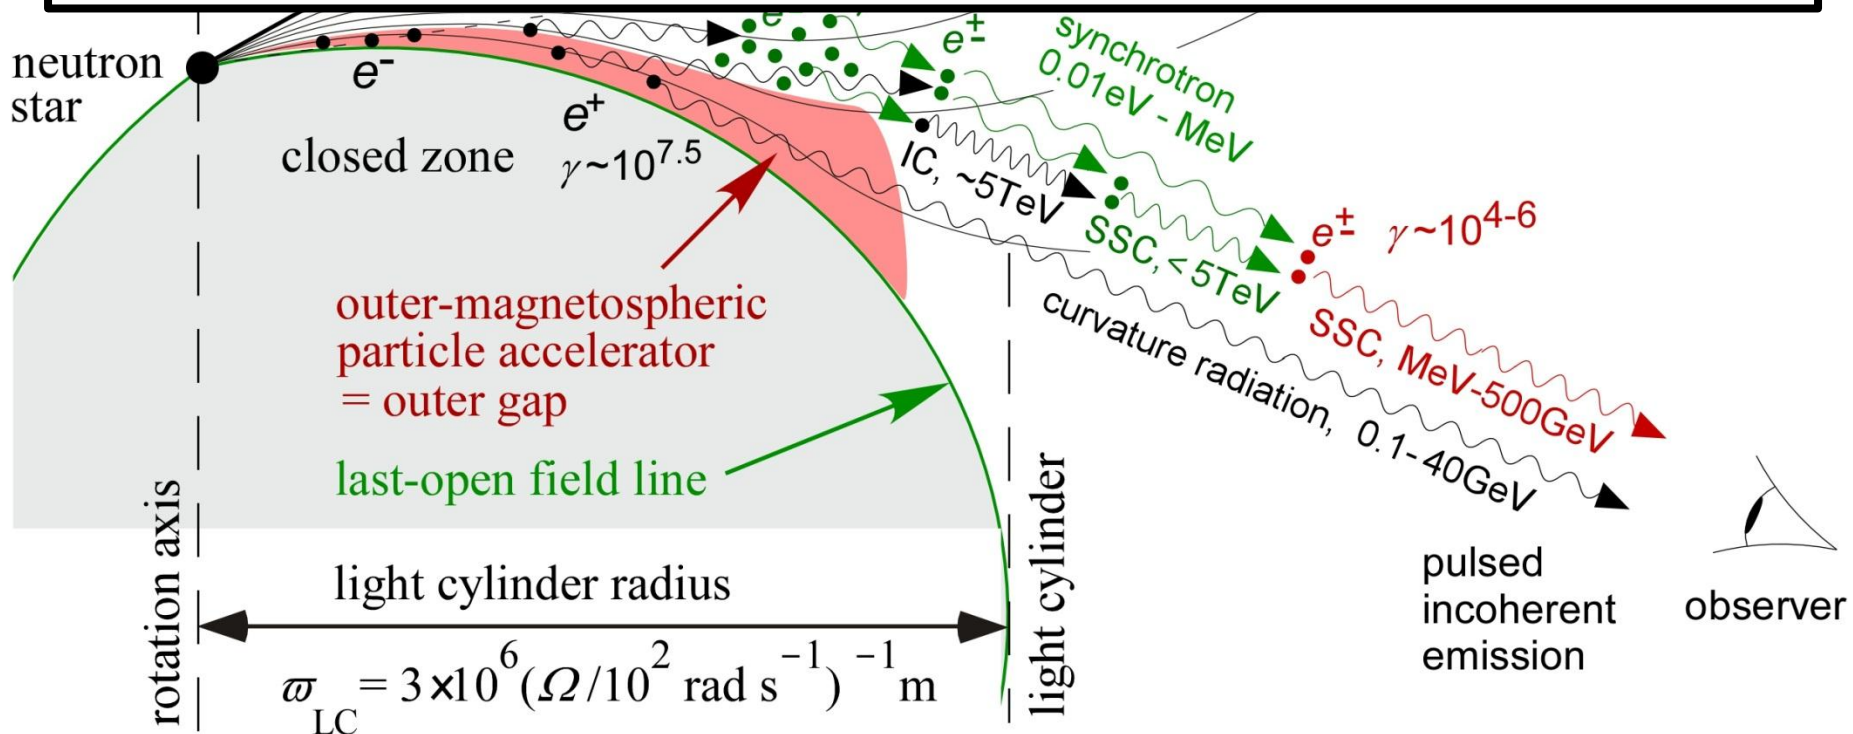 neutron
star
e⁻
e
e±
synchrotron
0.01eV - MeV
e⁺
γ~10^7.5
closed zone
IC, ~5TeV
SSC, < 5TeV
e± γ~10^4-6
SSC, MeV-500GeV
curvature radiation, 0.1-40GeV
outer-magnetospheric
particle accelerator
= outer gap
last-open field line
rotation axis
light cylinder radius
ϖ_LC = 3×10^6(Ω/10^2 rad s^−1)^−1 m
light cylinder
pulsed
incoherent
emission
observer